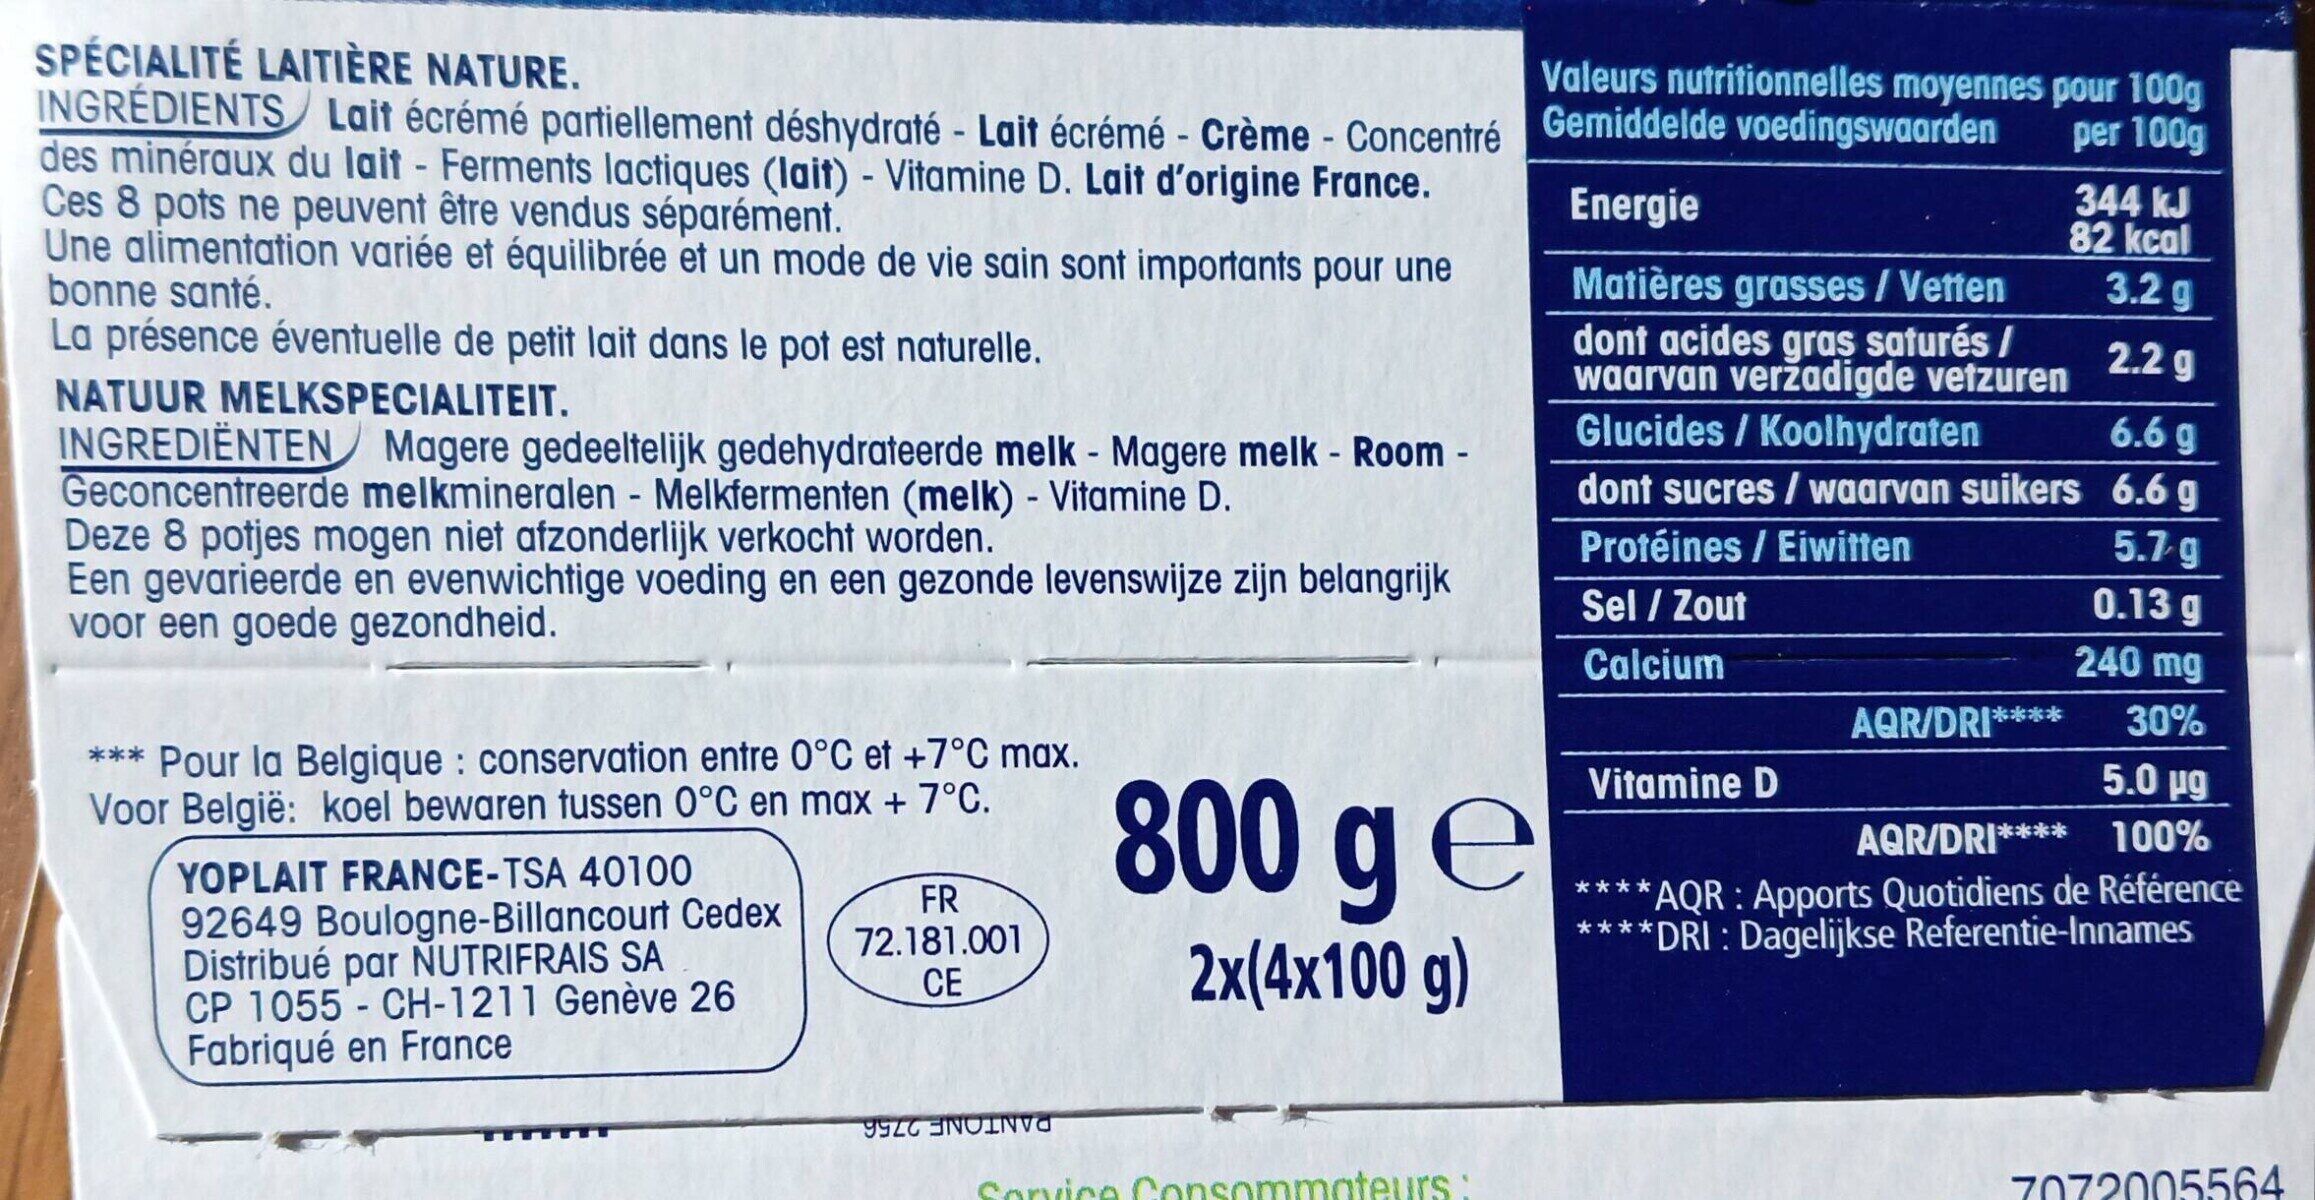 SPÉCIALITÉ LAITIÈRE NATURE.
INGRÉDIENTS/ Lait écrémé partiellement déshydraté - Lait écrémé - Crème - Concentré
des minéraux du lait - Ferments lactiques (lait) - Vitamine D. Lait d'origine France.
Ces 8 pots ne peuvent être vendus séparément.
Une alimentation variée et équilibrée et un mode de vie sain sont importants pour une
bonne santé.
La présence éventuelle de petit lait dans le pot est naturelle.
NATUUR MELKSPECIALITEIT.
INGREDIËNTEN/ Magere gedeeltelijk gedehydrateerde melk - Magere melk - Room -
Geconcentreerde melkmineralen - Melkfermenten (melk) - Vitamine D.
Deze 8 potjes mogen niet afzonderlijk verkocht worden.
Een gevarieerde en evenwichtige voeding en een gezonde levenswijze zijn belangrijk
voor een goede gezondheid.
*** Pour la Belgique : conservation entre 0°C et +7°C max.
Voor België: koel bewaren tussen 0°C en max + 7°C.
YOPLAIT FRANCE-TSA 40100
92649 Boulogne-Billancourt Cedex
Distribué par NUTRIFRAIS SA
CP 1055 - CH-1211 Genève 26
Fabriqué en France
FR
72.181.001
CE
800 g e
2x(4x100 g)
Valeurs nutritionnelles moyennes pour 100g
Gemiddelde voedingswaarden per 100g
Energie 344 kJ
82 kcal
Matières grasses / Vetten 3.2 g
dont acides gras saturés /
waarvan verzadigde vetzuren 2.2 g
Glucides / Koolhydraten 6.6 g
dont sucres / waarvan suikers 6.6 g
Protéines / Eiwitten 5.7 g
Sel / Zout 0.13 g
Calcium 240 mg
AQR/DRI**** 30%
Vitamine D 5.0 µg
AQR/DRI**** 100%
****AQR : Apports Quotidiens de Référence
****DRI : Dagelijkse Referentie-Innames
PANTONE 2756
Service Consommateurs :
7072005564